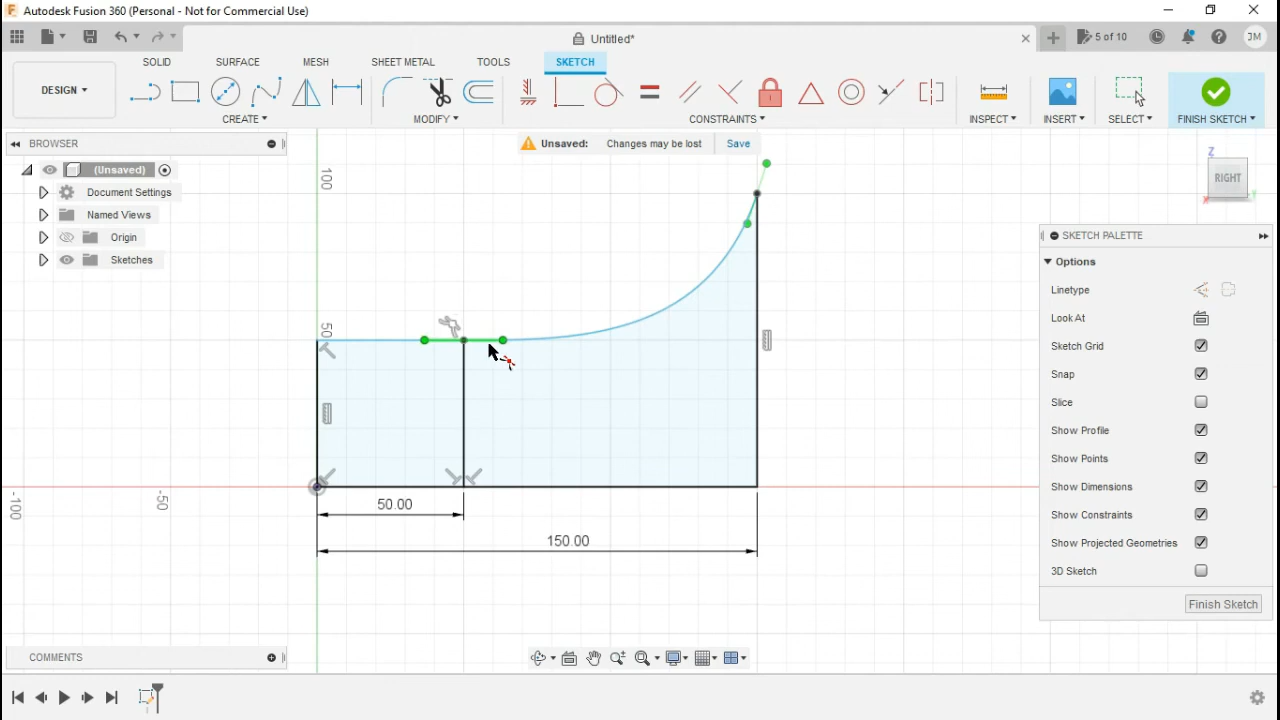 Autodesk Fusion 360 (Personal - Not for Commercial Use)
Untitled*
5 of 10
JM
DESIGN
SOLID SURFACE MESH SHEET METAL TOOLS SKETCH
CREATE MODIFY CONSTRAINTS INSPECT INSERT SELECT FINISH SKETCH
BROWSER
Unsaved: Changes may be lost Save
(Unsaved)
Document Settings
Named Views
Origin
Sketches
100
50
-50
-100
50.00
150.00
Z
RIGHT
X
Y
SKETCH PALETTE
Options
Linetype
Look At
Sketch Grid
Snap
Slice
Show Profile
Show Points
Show Dimensions
Show Constraints
Show Projected Geometries
3D Sketch
Finish Sketch
COMMENTS